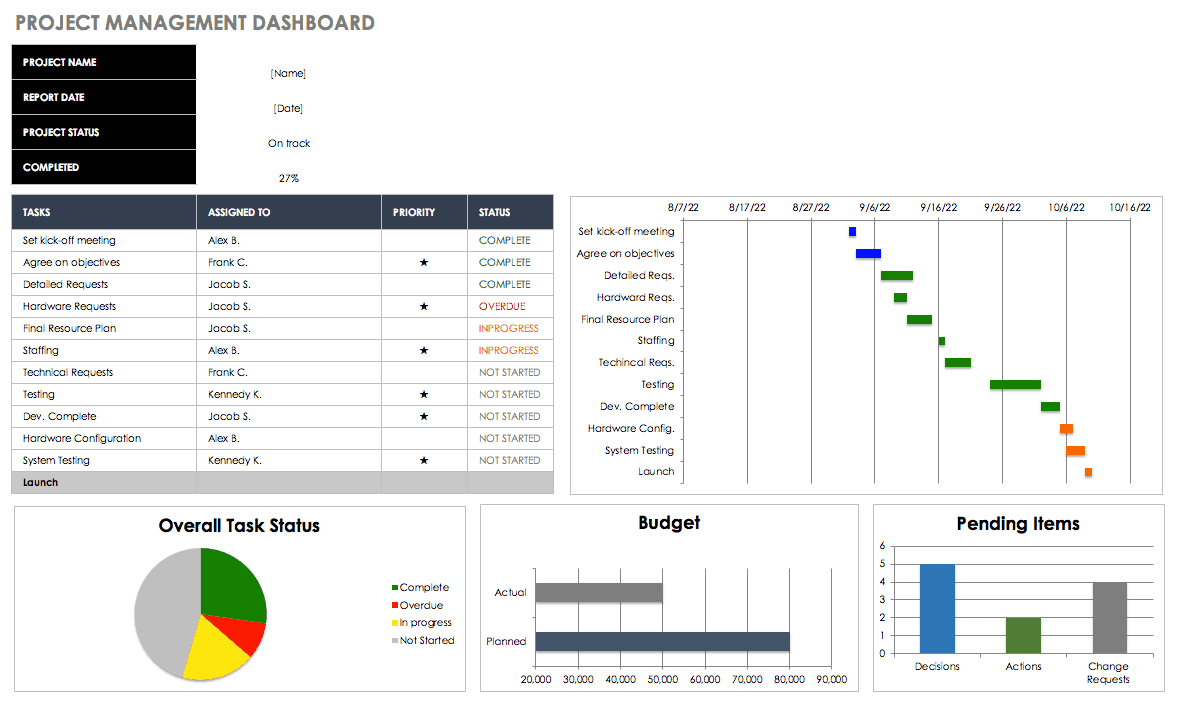 PROJECT MANAGEMENT DASHBOARD
PROJECT NAME [Name]
REPORT DATE [Date]
PROJECT STATUS On track
COMPLETED 27%
TASKS ASSIGNED TO PRIORITY STATUS
Set kick-off meeting Alex B. COMPLETE
Agree on objectives Frank C. ★ COMPLETE
Detailed Requests Jacob S. COMPLETE
Hardware Requests Jacob S. ★ OVERDUE
Final Resource Plan Jacob S. INPROGRESS
Staffing Alex B. ★ INPROGRESS
Technical Requests Frank C. NOT STARTED
Testing Kennedy K. ★ NOT STARTED
Dev. Complete Jacob S. ★ NOT STARTED
Hardware Configuration Alex B. NOT STARTED
System Testing Kennedy K. ★ NOT STARTED
Launch
8/7/22 8/17/22 8/27/22 9/6/22 9/16/22 9/26/22 10/6/22 10/16/22
Set kick-off meeting
Agree on objectives
Detailed Reqs.
Hardward Reqs.
Final Resource Plan
Staffing
Techincal Reqs.
Testing
Dev. Complete
Hardware Config.
System Testing
Launch
Overall Task Status
Complete
Overdue
In progress
Not Started
Budget
Actual
Planned
20,000 30,000 40,000 50,000 60,000 70,000 80,000 90,000
Pending Items
6
5
4
3
2
1
0
Decisions Actions Change
Requests